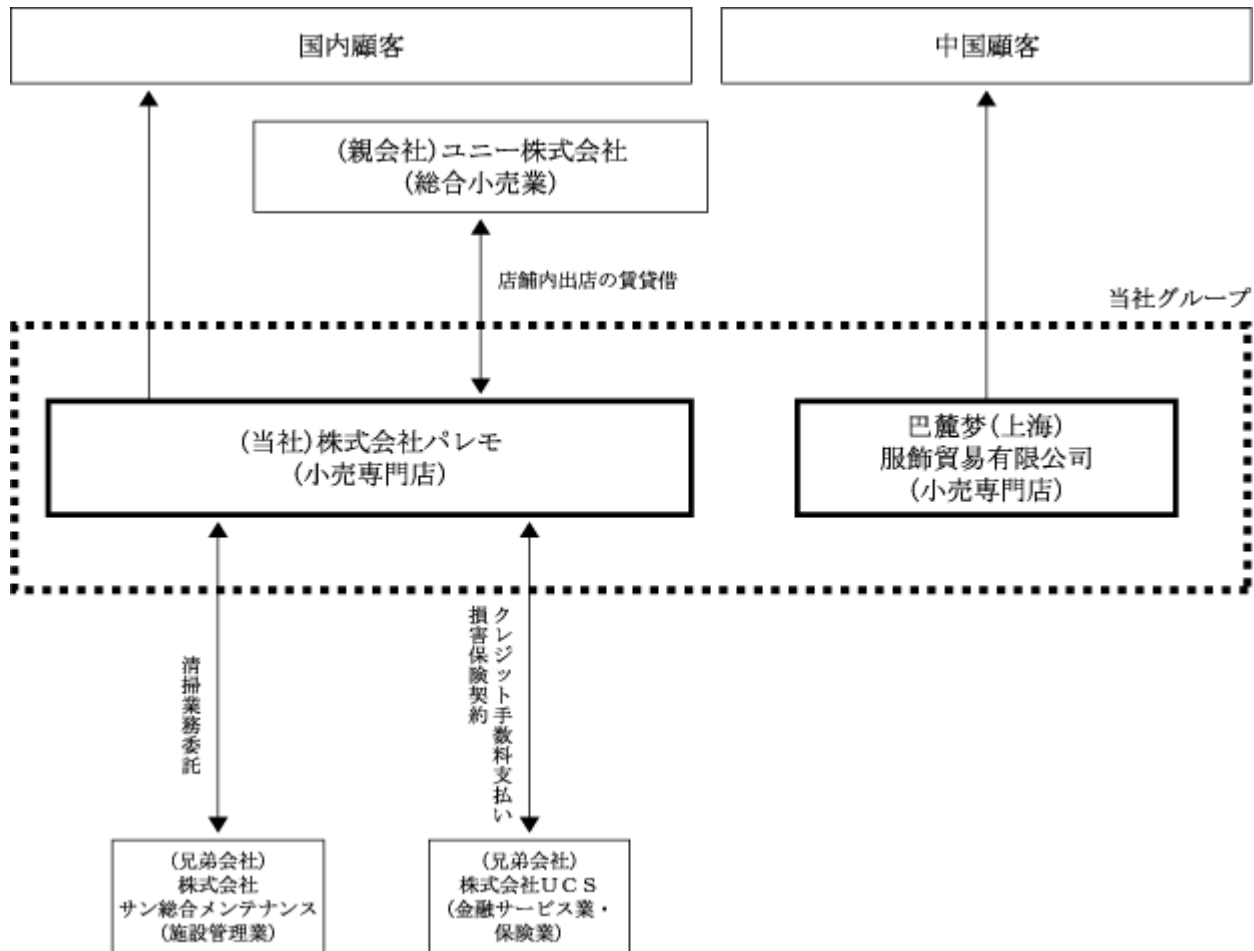 国内顧客
中国顧客
(親会社)ユニー株式会社
(総合小売業)
店舗内出店の賃貸借
当社グループ
(当社)株式会社パレモ
(小売専門店)
巴麓梦(上海)
服飾貿易有限公司
(小売専門店)
清掃業務委託
クレジット手数料支払い
損害保険契約
(兄弟会社)
株式会社
サン総合メンテナンス
(施設管理業)
(兄弟会社)
株式会社UCS
(金融サービス業・
保険業)